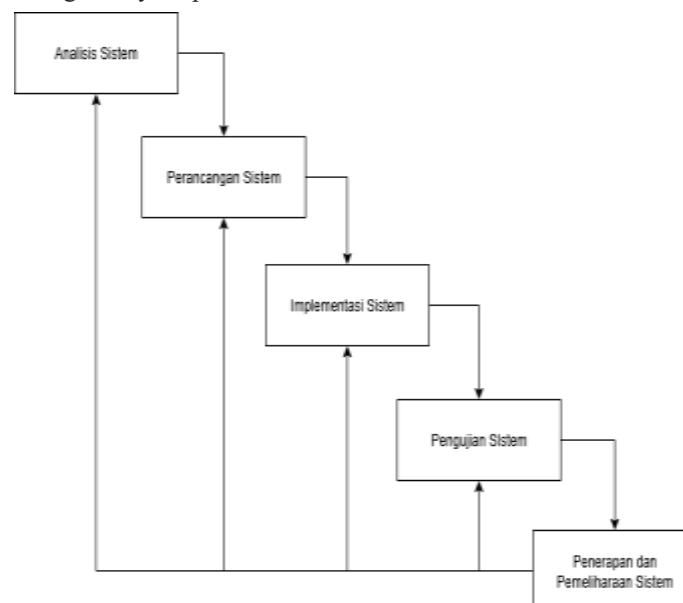 Analisis Sistem
Perancangan Sistem
Implementasi Sistem
Pengujian SIstem
Penerapan dan
Pemeliharaan Sistem